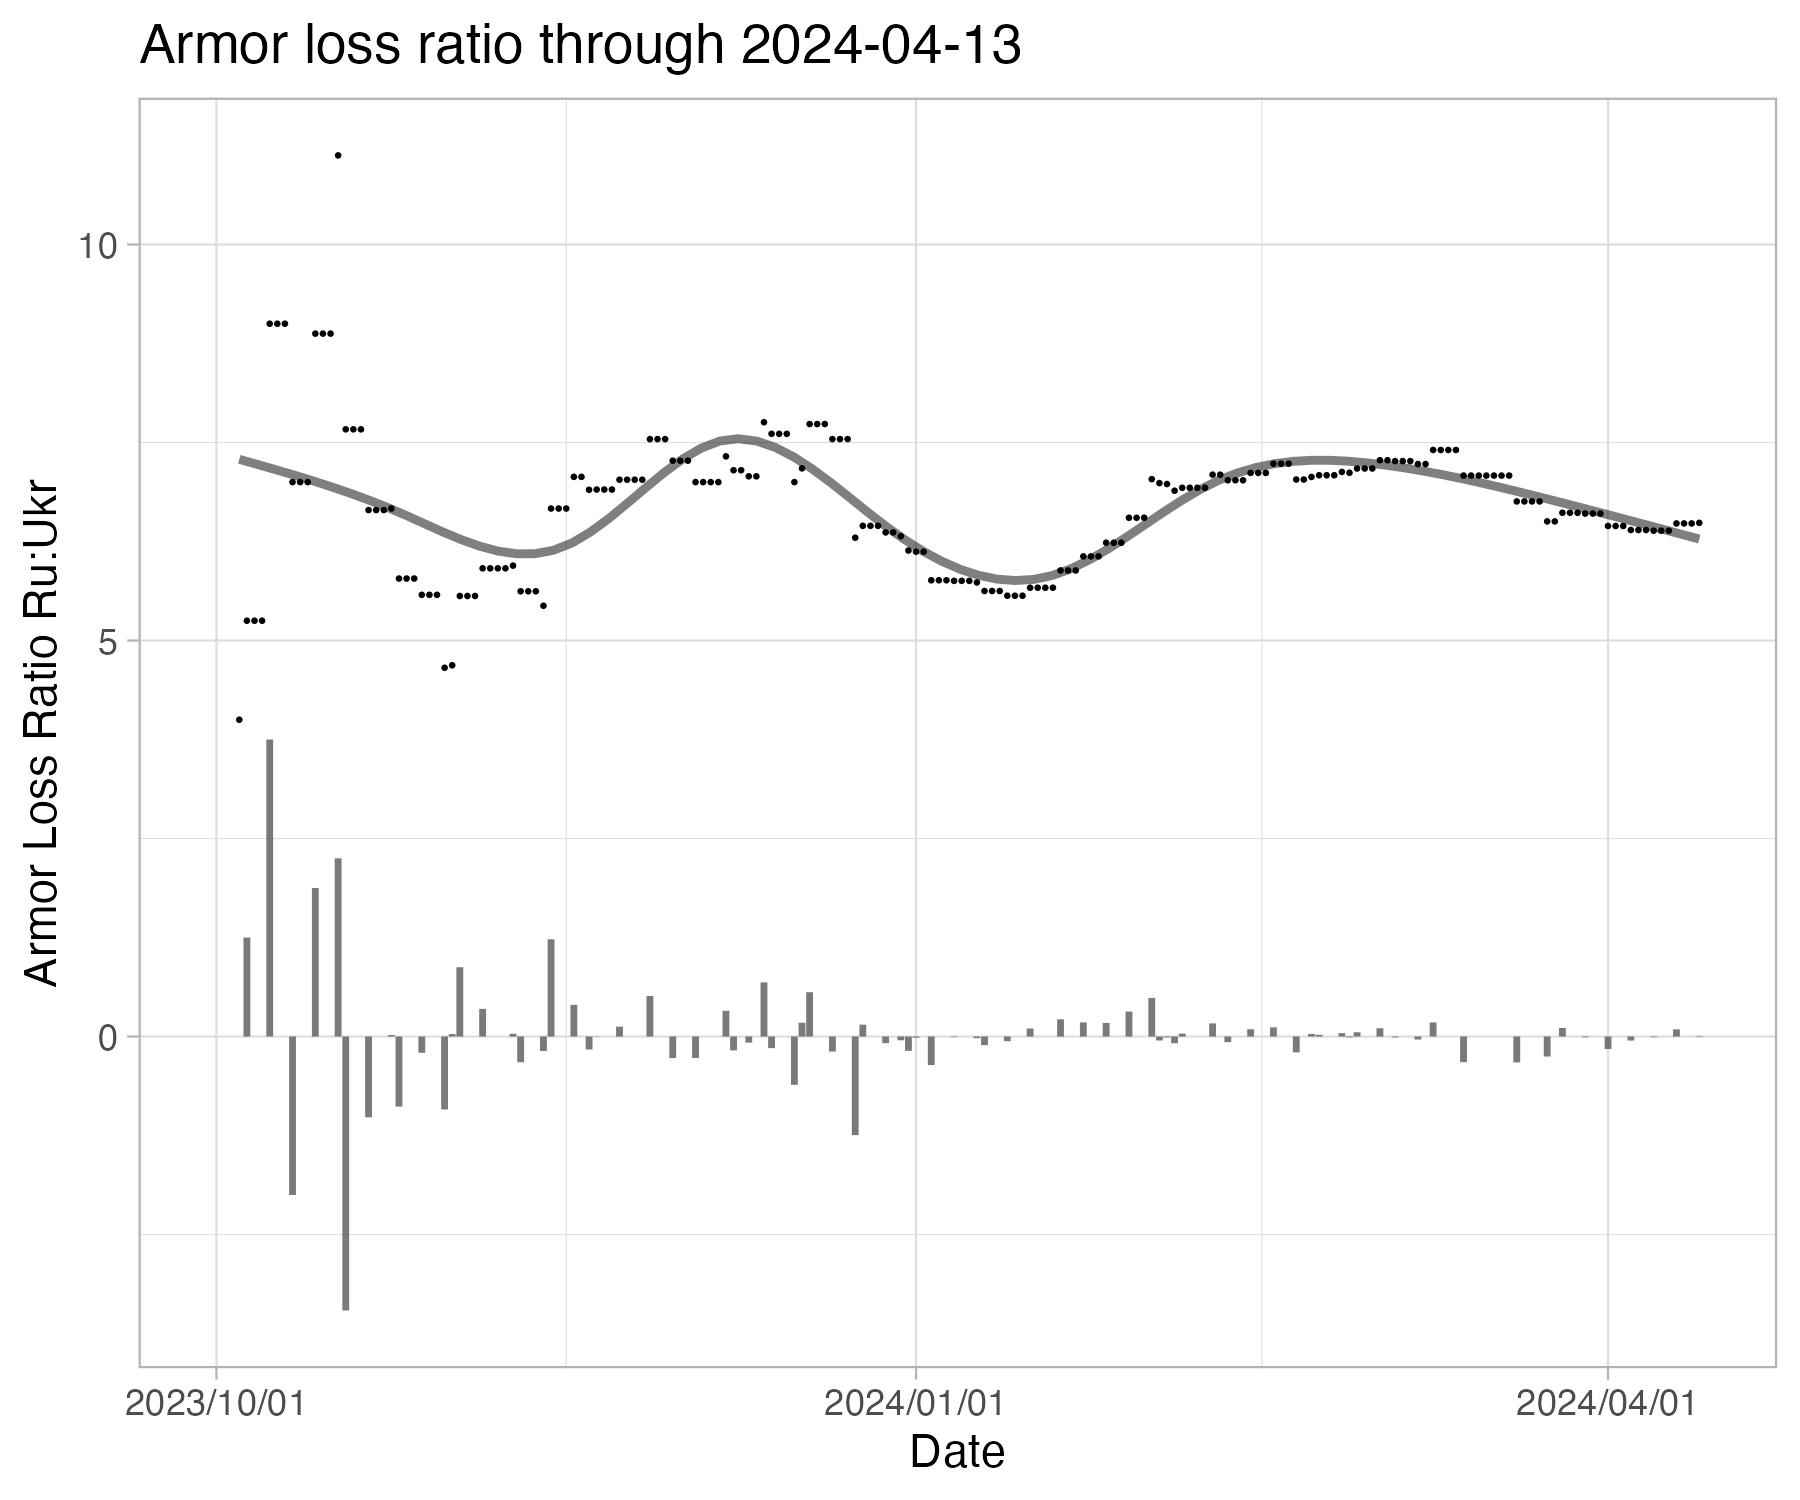 Armor loss ratio through 2024-04-13
Armor Loss Ratio Ru:Ukr
10
5
0
2023/10/01
2024/01/01
2024/04/01
Date